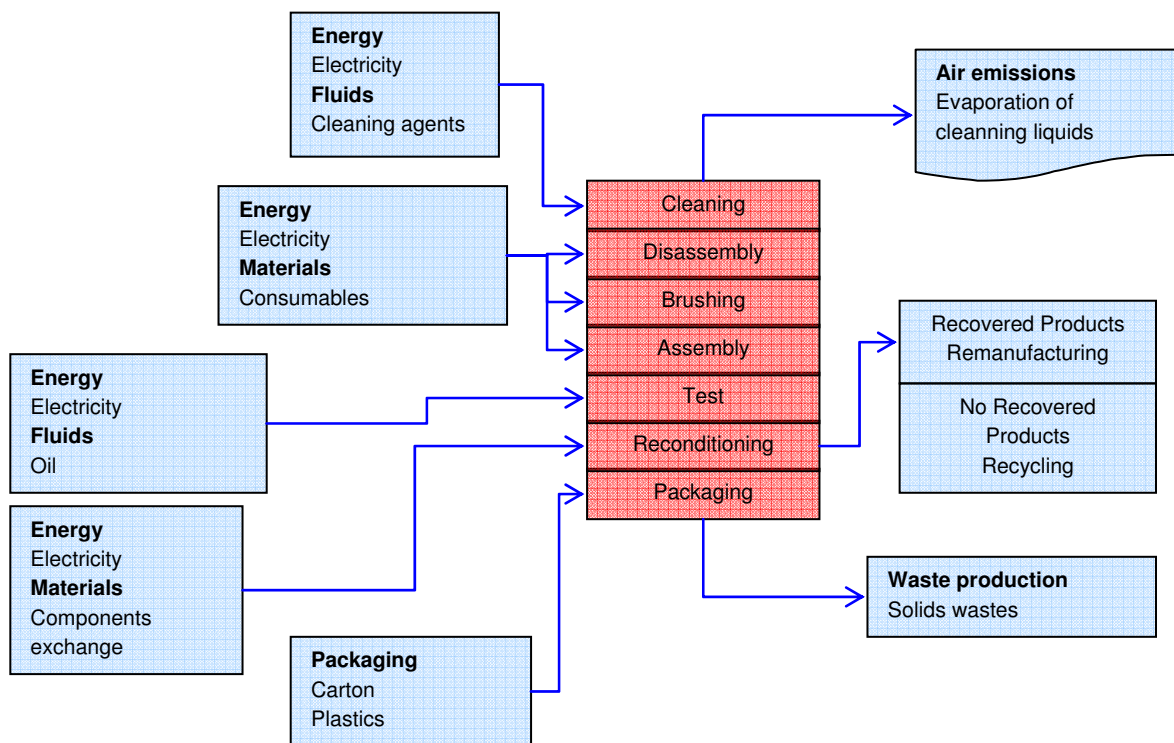 Energy
Electricity
Fluids
Cleaning agents
Air emissions
Evaporation of
cleanning liquids
Energy
Electricity
Materials
Consumables
Cleaning
Disassembly
Brushing
Assembly
Test
Reconditioning
Packaging
Recovered Products
Remanufacturing
No Recovered
Products
Recycling
Energy
Electricity
Fluids
Oil
Energy
Electricity
Materials
Components
exchange
Waste production
Solids wastes
Packaging
Carton
Plastics